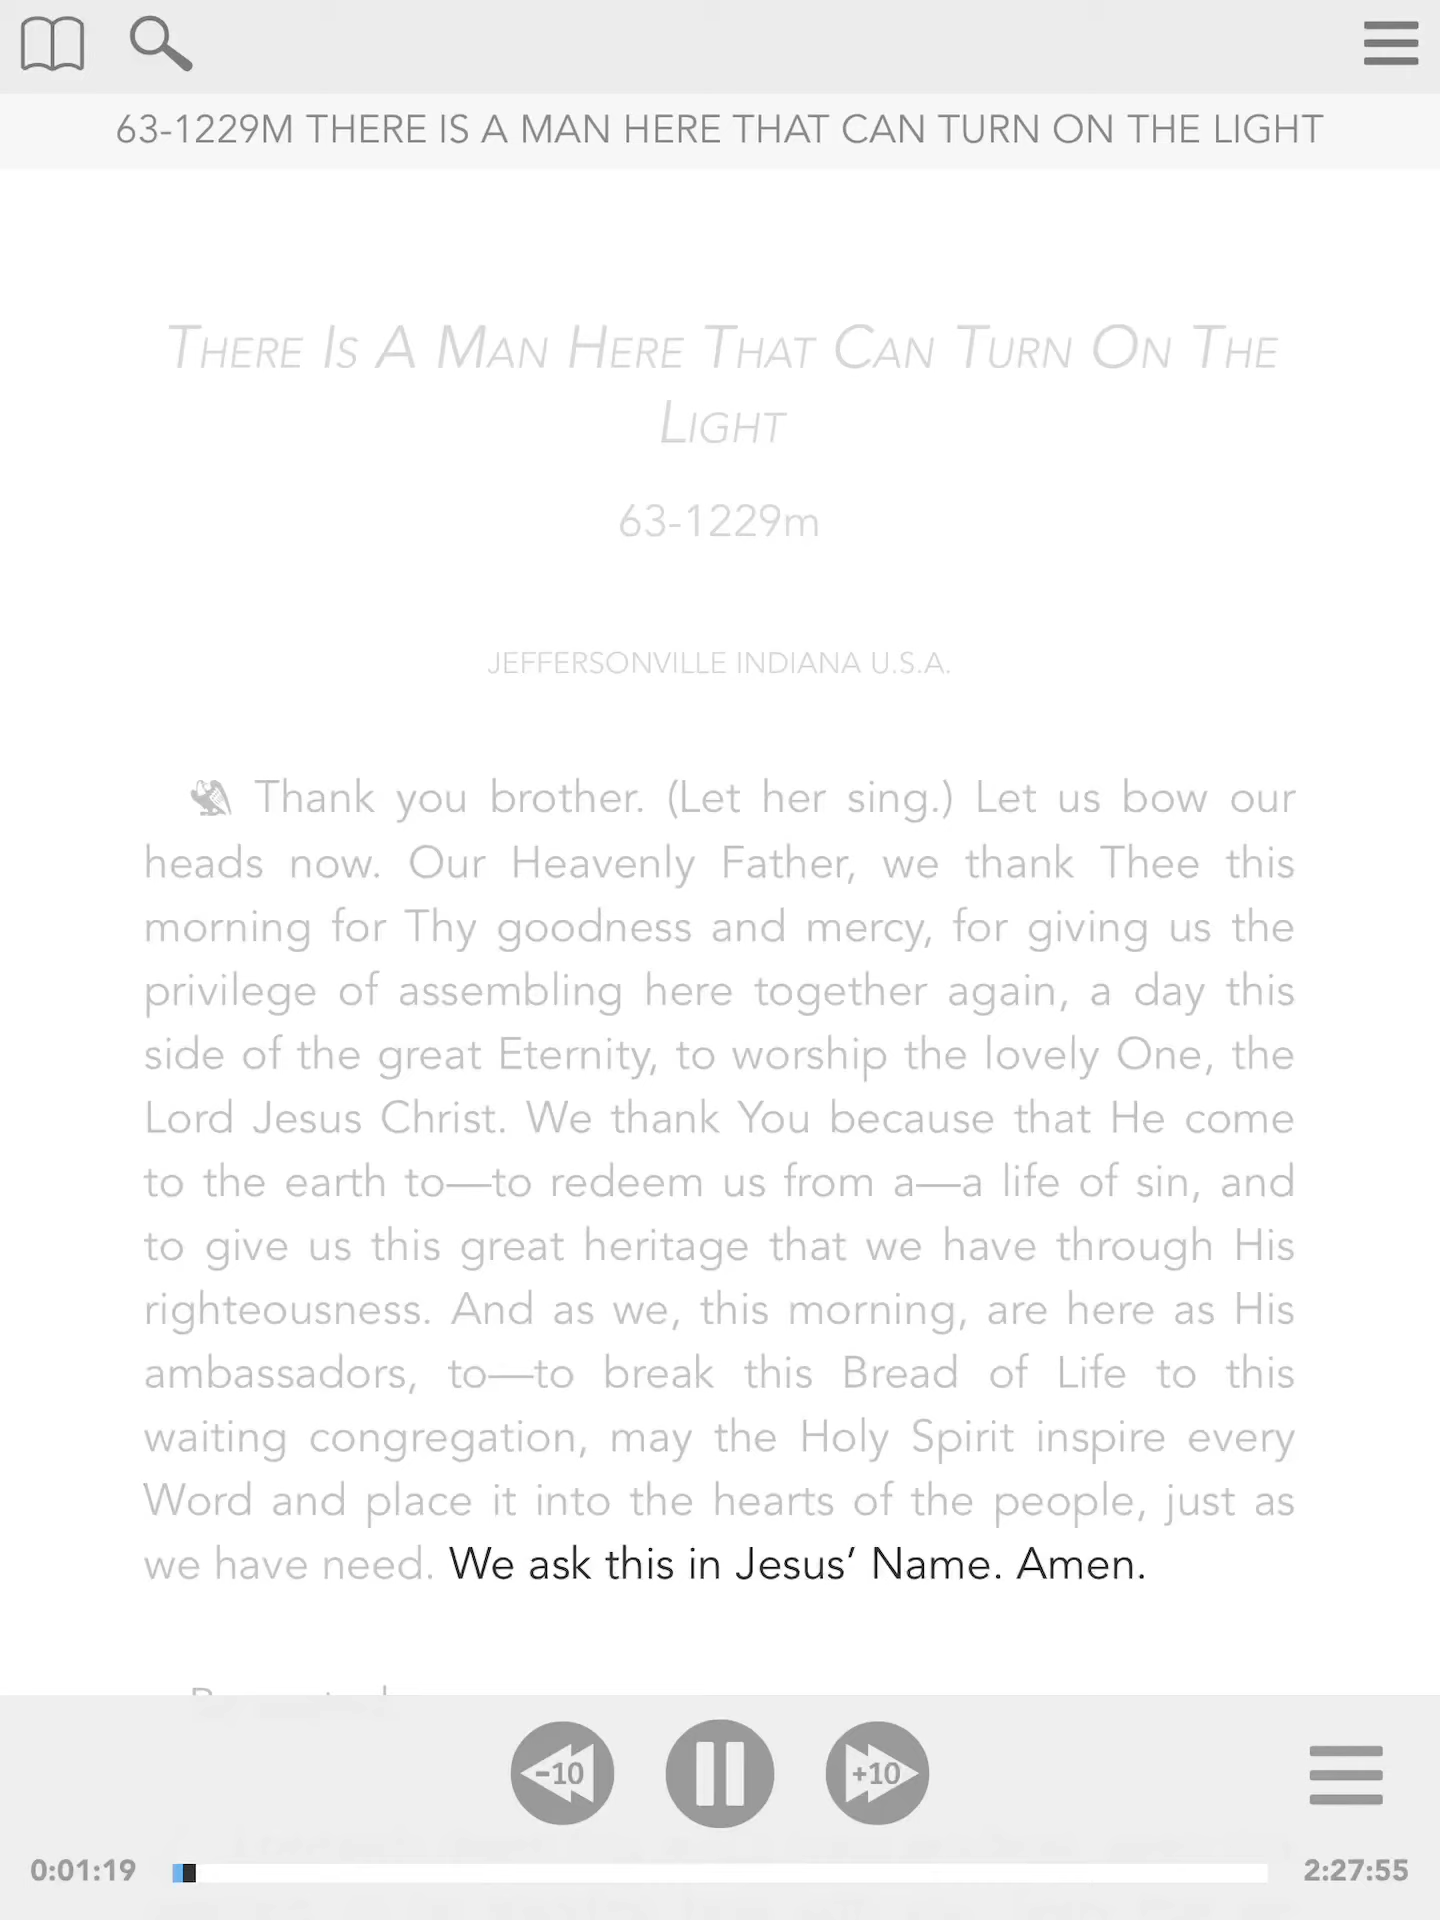 63-1229M THERE IS A MAN HERE THAT CAN TURN ON THE LIGHT
THERE IS A MAN HERE THAT CAN TURN ON THE
LIGHT
63-1229m
JEFFERSONVILLE INDIANA U.S.A.
Thank you brother. (Let her sing.) Let us bow our
heads now. Our Heavenly Father, we thank Thee this
morning for Thy goodness and mercy, for giving us the
privilege of assembling here together again, a day this
side of the great Eternity, to worship the lovely One, the
Lord Jesus Christ. We thank You because that He come
to the earth to—to redeem us from a—a life of sin, and
to give us this great heritage that we have through His
righteousness. And as we, this morning, are here as His
ambassadors, to—to break this Bread of Life to this
waiting congregation, may the Holy Spirit inspire every
Word and place it into the hearts of the people, just as
we have need. We ask this in Jesus’ Name. Amen.
-10 +10
0:01:19 2:27:55